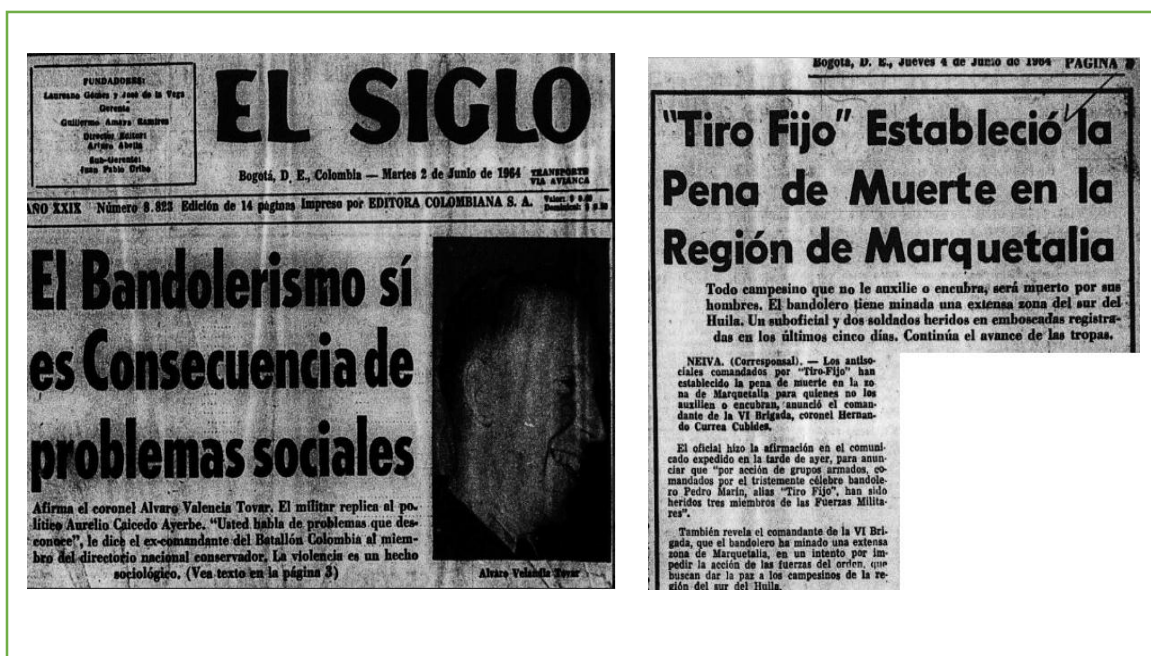 FUNDADORES:
Laureano Gómez y José de la Vega
Gerente
Guillermo Amaya Ramírez
Director Editor:
Arturo Abella
Sub-Gerente:
Juan Pablo Uribe
EL SIGLO
Bogotá, D. E., Colombia — Martes 2 de Junio de 1964
TRANSPORTE
VIA AVIANCA
AÑO XXIX Número 8.823 Edición de 14 páginas Impreso por EDITORA COLOMBIANA S. A.
El Bandolerismo sí
es Consecuencia de
problemas sociales
Afirma el coronel Alvaro Valencia Tovar. El militar replica al po-
lítico Aurelio Caicedo Ayerbe. “Usted habla de problemas que des-
conoce”, le dice el ex-comandante del Batallón Colombia al miem-
bro del directorio nacional conservador. La violencia es un hecho
sociológico. (Vea texto en la página 3)
Alvaro Tovar
Bogotá, D. E., Jueves 4 de Junio de 1964 PAGINA
"Tiro Fijo" Estableció la
Pena de Muerte en la
Región de Marquetalia
Todo campesino que no le auxilie o encubra, será muerto por sus
hombres. El bandolero tiene minada una extensa zona del sur del
Huila. Un suboficial y dos soldados heridos en emboscadas registra-
das en los últimos cinco días. Continúa el avance de las tropas.
NEIVA. (Corresponsal). — Los antiso-
ciales comandados por “Tiro-Fijo” han
establecido la pena de muerte en la zo
na de Marquetalia para quienes no los
auxilien o encubran, anunció el coman-
dante de la VI Brigada, coronel Hernan-
do Currea Cubides.
El oficial hizo la afirmación en el comuni-
cado expedido en la tarde de ayer, para anun-
ciar que “por acción de grupos armados, co-
mandados por el tristemente célebre bandole-
ro Pedro Marín, alias “Tiro Fijo”, han sido
heridos tres miembros de las Fuerzas Milita-
res”.
También revela el comandante de la VI Bri-
gada, que el bandolero ha minado una extensa
zona de Marquetalia, en un intento por im-
pedir la acción de las fuerzas del orden, que
buscan dar la paz a los campesinos de la re-
gión del sur del Huila.